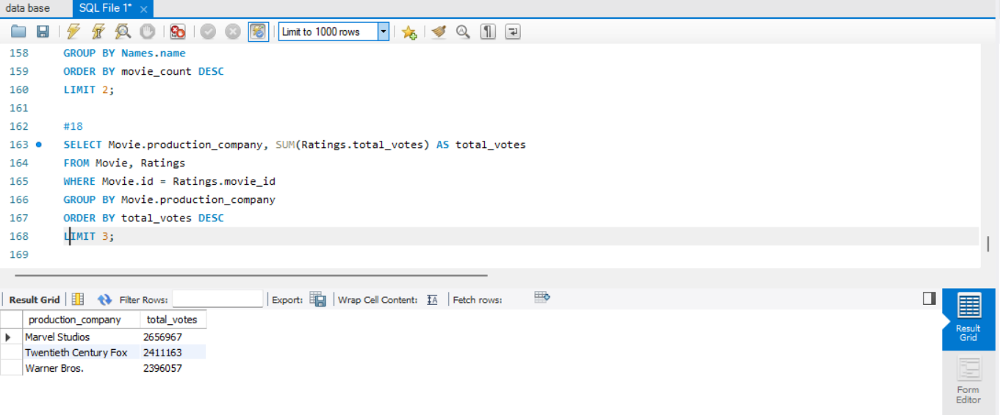 data base SQL File 1* ×
Limit to 1000 rows
158 GROUP BY Names.name
159 ORDER BY movie_count DESC
160 LIMIT 2;
161
162 #18
163 SELECT Movie.production_company, SUM(Ratings.total_votes) AS total_votes
164 FROM Movie, Ratings
165 WHERE Movie.id = Ratings.movie_id
166 GROUP BY Movie.production_company
167 ORDER BY total_votes DESC
168 LIMIT 3;
169
Result Grid Filter Rows: Export: Wrap Cell Content: IA Fetch rows:
production_company total_votes
Marvel Studios 2656967
Twentieth Century Fox 2411163
Warner Bros. 2396057
Result
Grid
Form
Editor